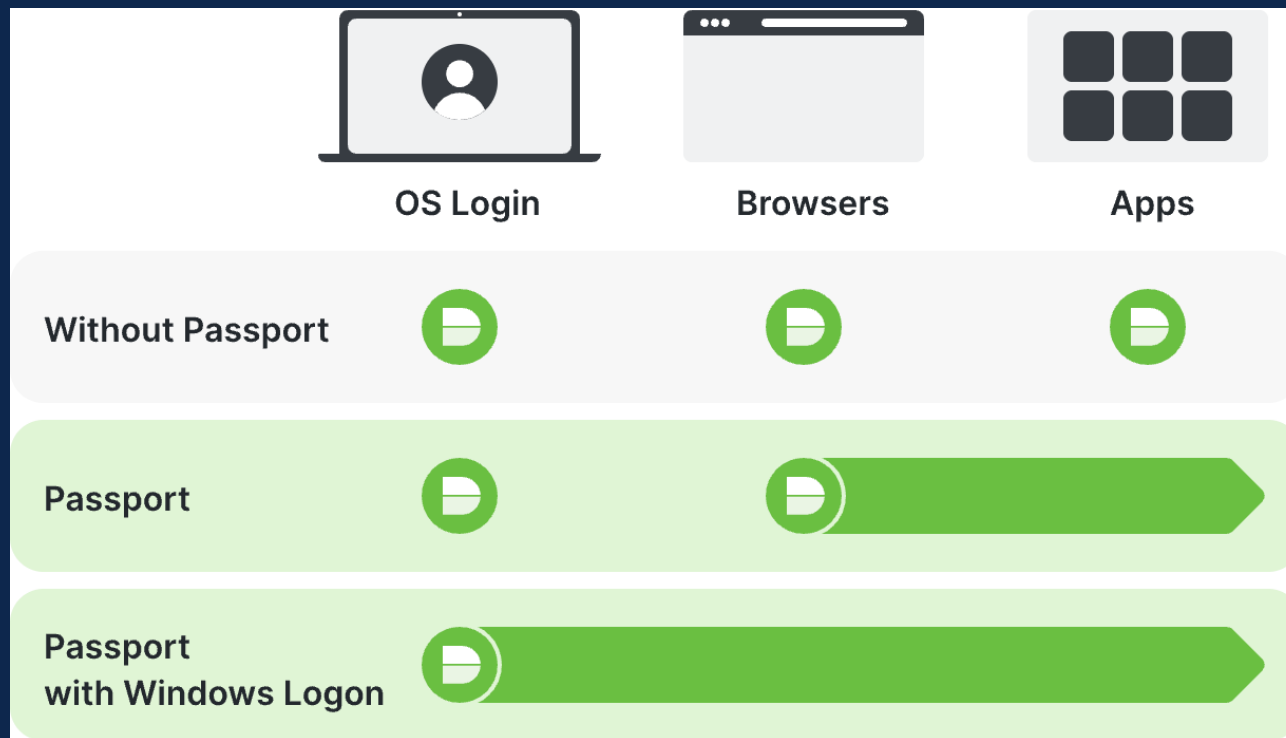 OS Login
Browsers
Apps
Without Passport
Passport
Passport
with Windows Logon